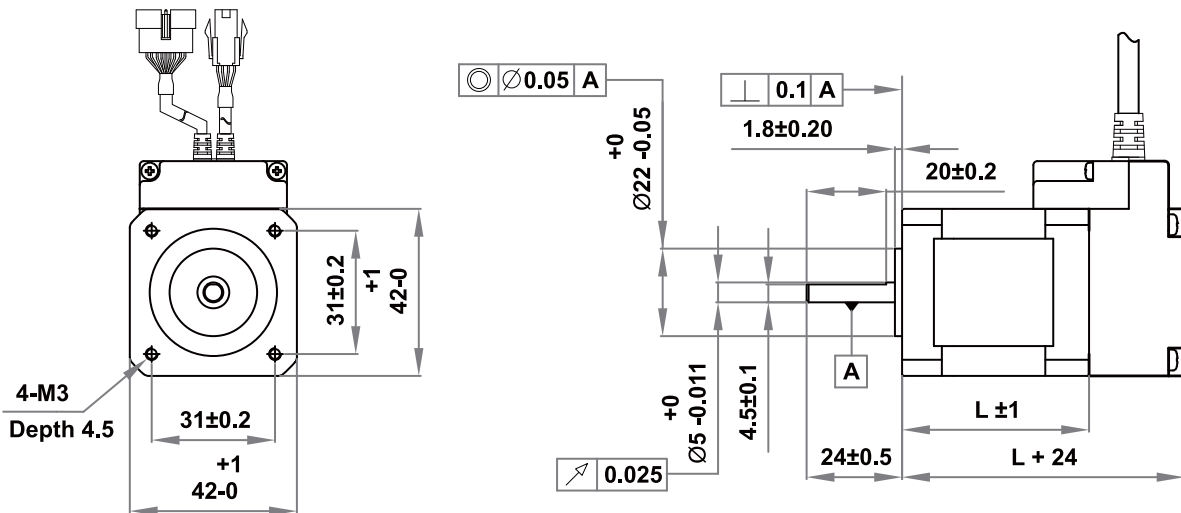 31±0.2
+1
42-0
4-M3
Depth 4.5
31±0.2
+1
42-0
Ø0.05 A
0.1 A
1.8±0.20
+0
Ø22 -0.05
20±0.2
+0
Ø5 -0.011
4.5±0.1
A
0.025
24±0.5
L ±1
L + 24